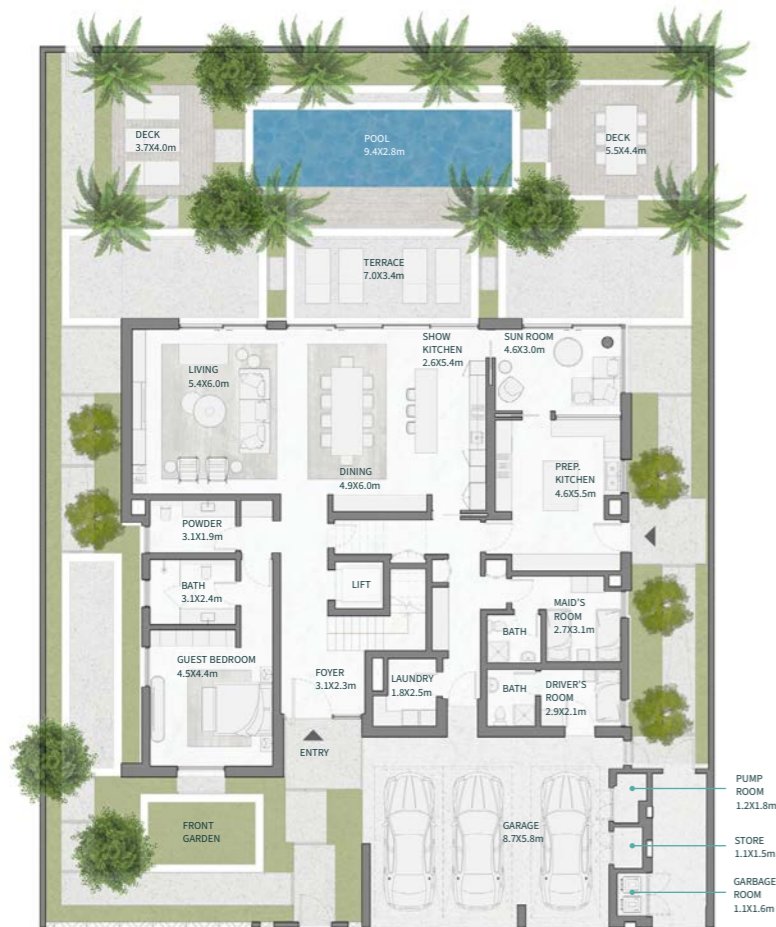 DECK
3.7X4.0m
POOL
9.4X2.8m
DECK
5.5X4.4m
TERRACE
7.0X3.4m
LIVING
5.4X6.0m
DINING
4.9X6.0m
SHOW
KITCHEN
2.6X5.4m
SUN ROOM
4.6X3.0m
PREP.
KITCHEN
4.6X5.5m
POWDER
3.1X1.9m
BATH
3.1X2.4m
LIFT
MAID'S
ROOM
2.7X3.1m
BATH
GUEST BEDROOM
4.5X4.4m
FOYER
3.1X2.3m
LAUNDRY
1.8X2.5m
BATH
DRIVER'S
ROOM
2.9X2.1m
ENTRY
FRONT
GARDEN
GARAGE
8.7X5.8m
PUMP
ROOM
1.2X1.8m
STORE
1.1X1.5m
GARBAGE
ROOM
1.1X1.6m